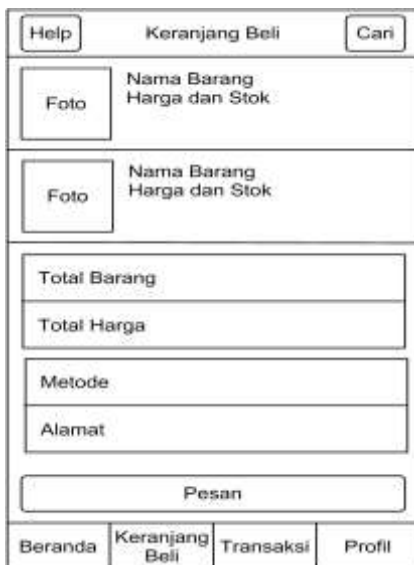 Help
Keranjang Beli
Cari
Foto
Nama Barang
Harga dan Stok
Foto
Nama Barang
Harga dan Stok
Total Barang
Total Harga
Metode
Alamat
Pesan
Beranda
Keranjang
Beli
Transaksi
Profil